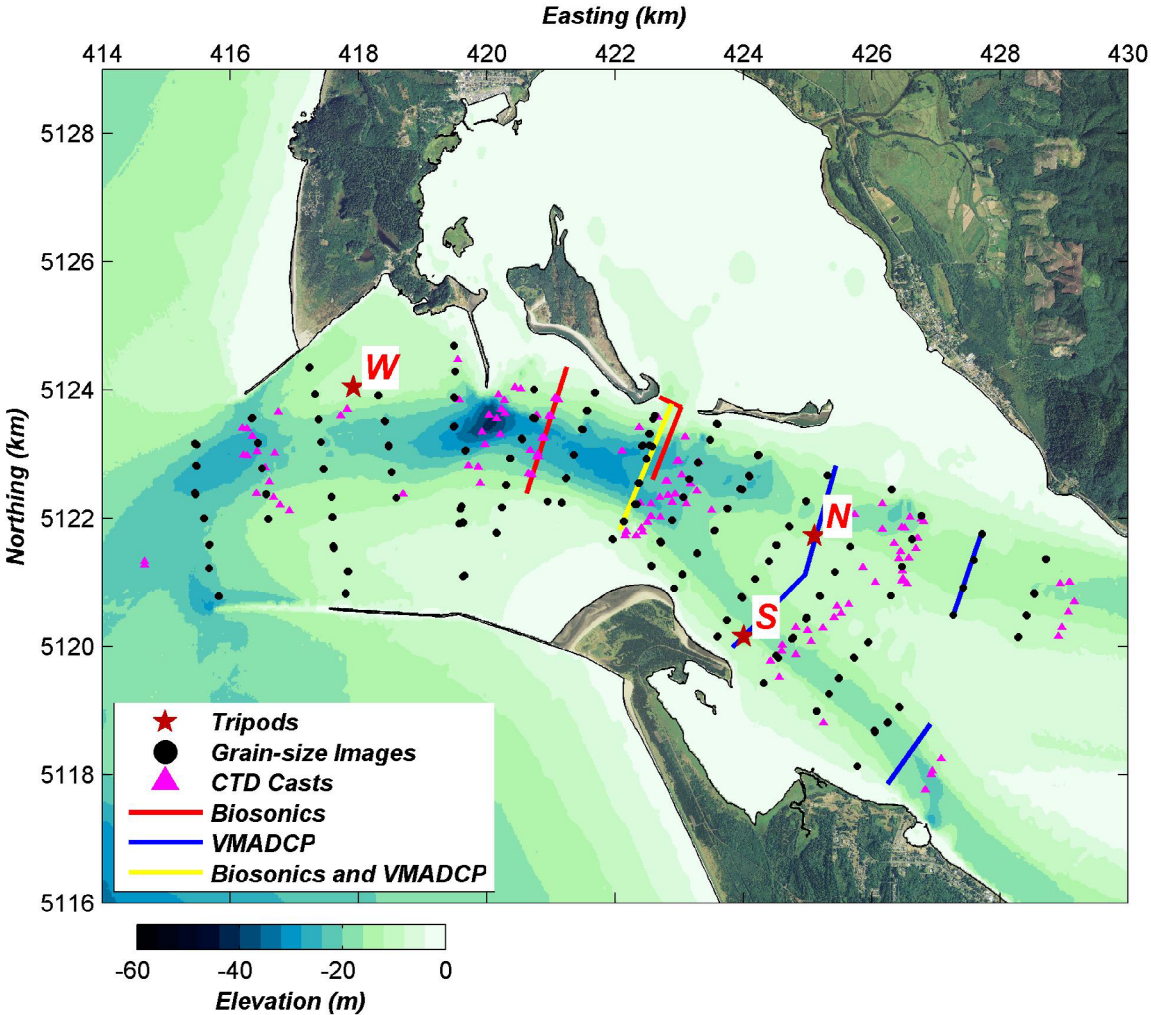 Easting (km)
414 416 418 420 422 424 426 428 430
5128
5126
5124
5122
5120
5118
5116
Northing (km)
W
N
S
Tripods
Grain-size Images
CTD Casts
Biosonics
VMADCP
Biosonics and VMADCP
-60 -40 -20 0
Elevation (m)